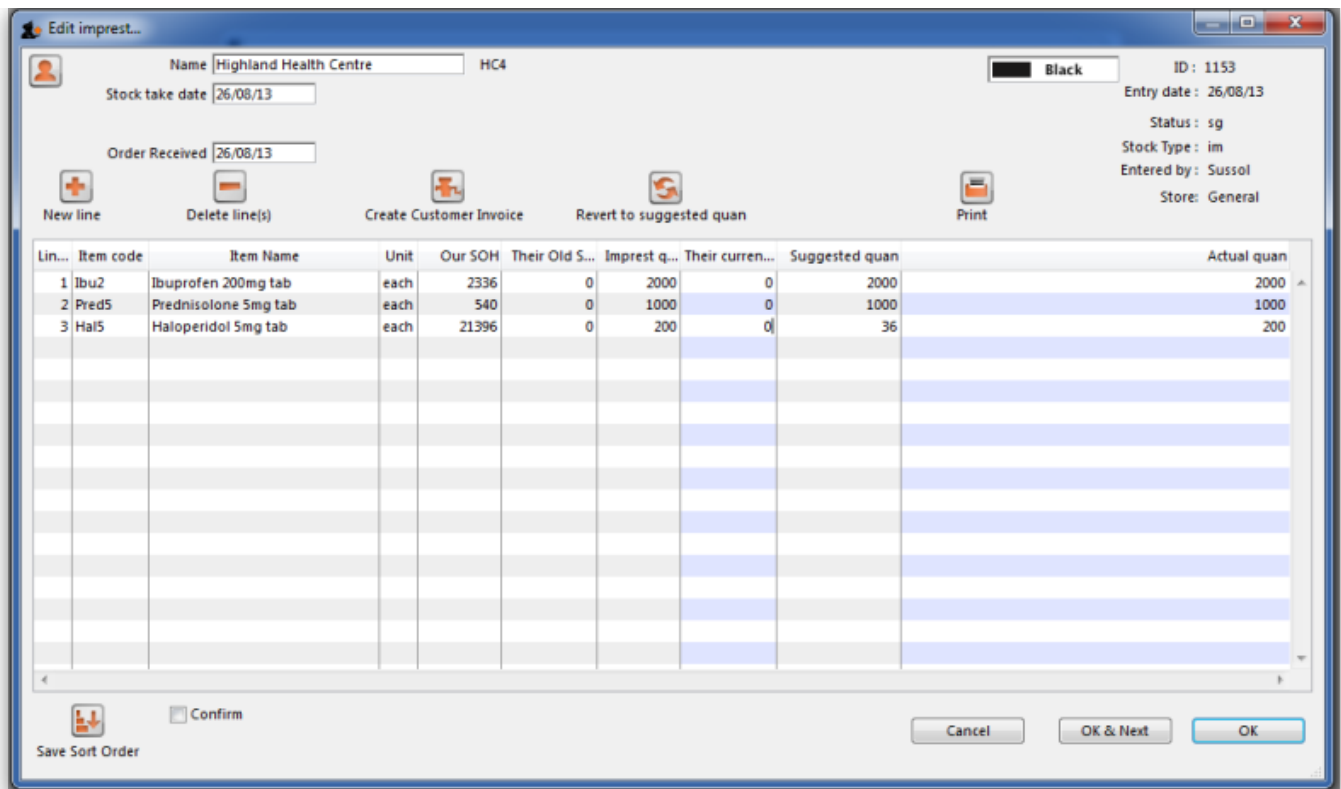 Edit imprest...
Name Highland Health Centre HC4 Black ID : 1153
Stock take date 26/08/13 Entry date : 26/08/13
Status : sg
Order Received 26/08/13 Stock Type : im
Entered by : Sussol
Store: General
New line Delete line(s) Create Customer Invoice Revert to suggested quan Print
Lin... Item code Item Name Unit Our SOH Their Old S... Imprest q... Their curren... Suggested quan Actual quan
1 Ibu2 Ibuprofen 200mg tab each 2336 0 2000 0 2000 2000
2 Pred5 Prednisolone 5mg tab each 540 0 1000 0 1000 1000
3 Hal5 Haloperidol 5mg tab each 21396 0 200 0 36 200
Confirm
Save Sort Order
Cancel OK & Next OK